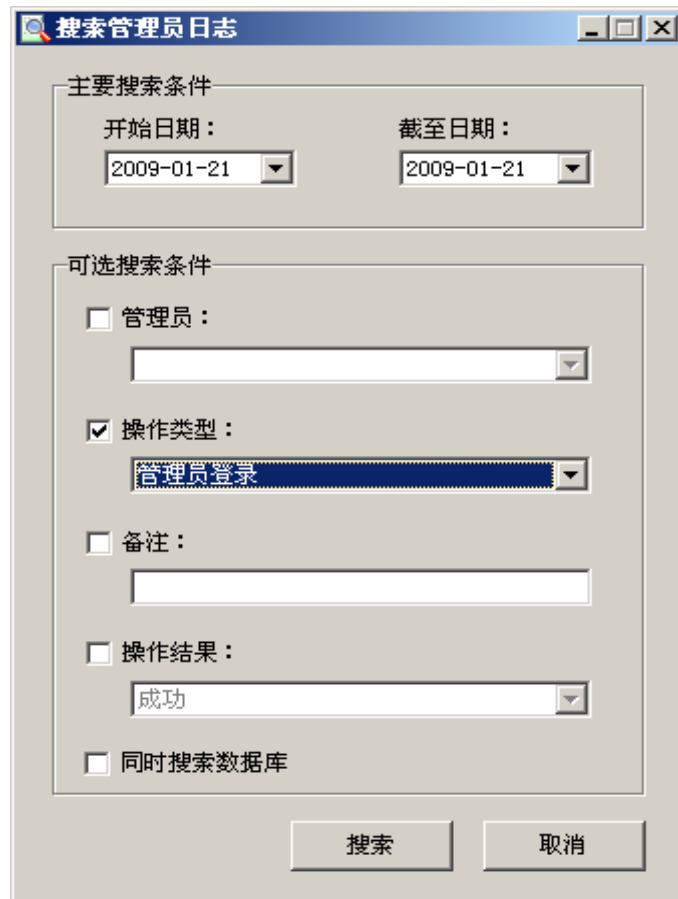 搜索管理员日志
主要搜索条件
开始日期： 截至日期：
2009-01-21 2009-01-21
可选搜索条件
管理员：
操作类型：
管理员登录
备注：
操作结果：
成功
同时搜索数据库
搜索 取消